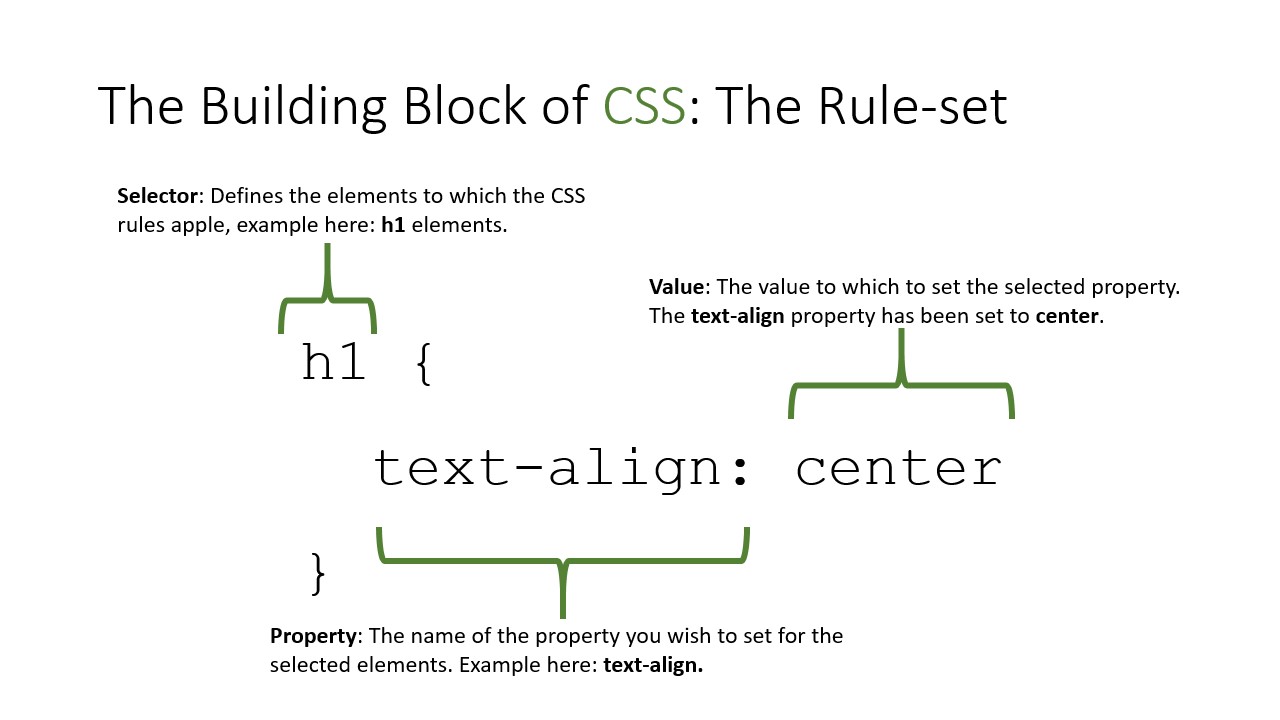 The Building Block of CSS: The Rule-set
Selector: Defines the elements to which the CSS
rules apple, example here: h1 elements.
Value: The value to which to set the selected property.
The text-align property has been set to center.
h1 {
text-align: center
}
Property: The name of the property you wish to set for the
selected elements. Example here: text-align.